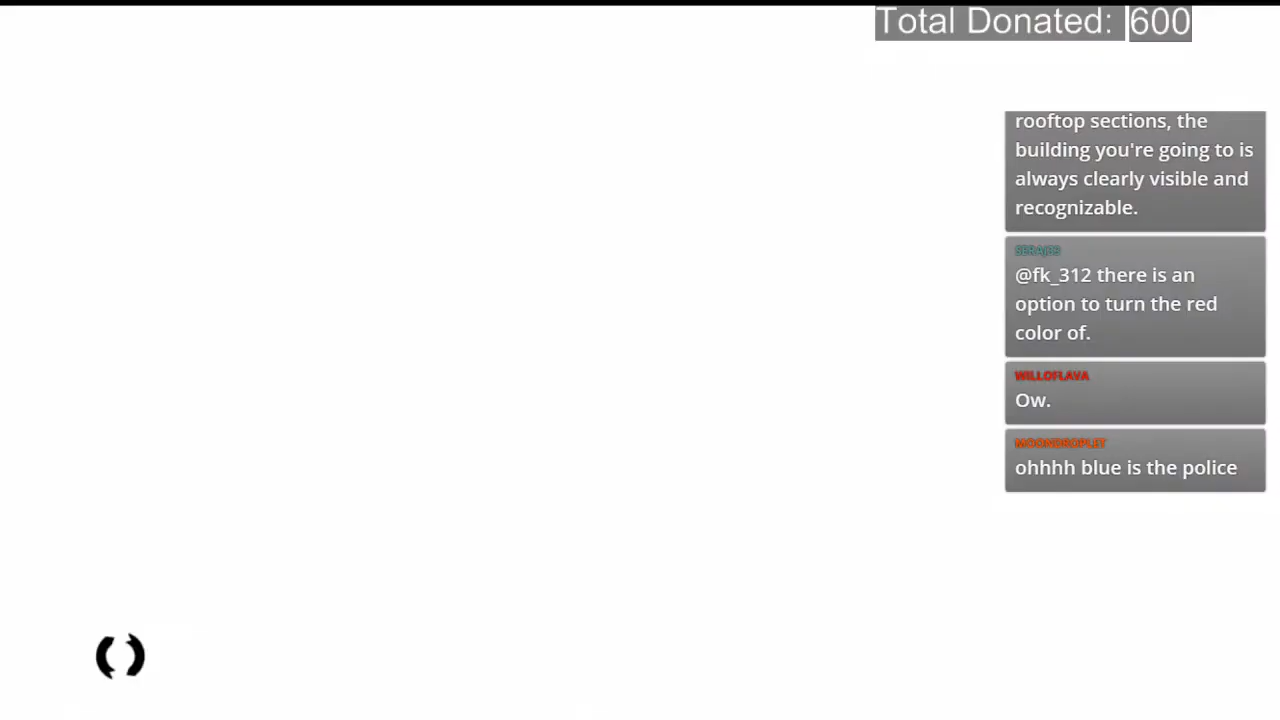 Total Donated: 600
rooftop sections, the
building you're going to is
always clearly visible and
recognizable.
@fk_312 there is an
option to turn the red
color of.
WILLOFLAVA
Ow.
MOONDROPLET
ohhhh blue is the police